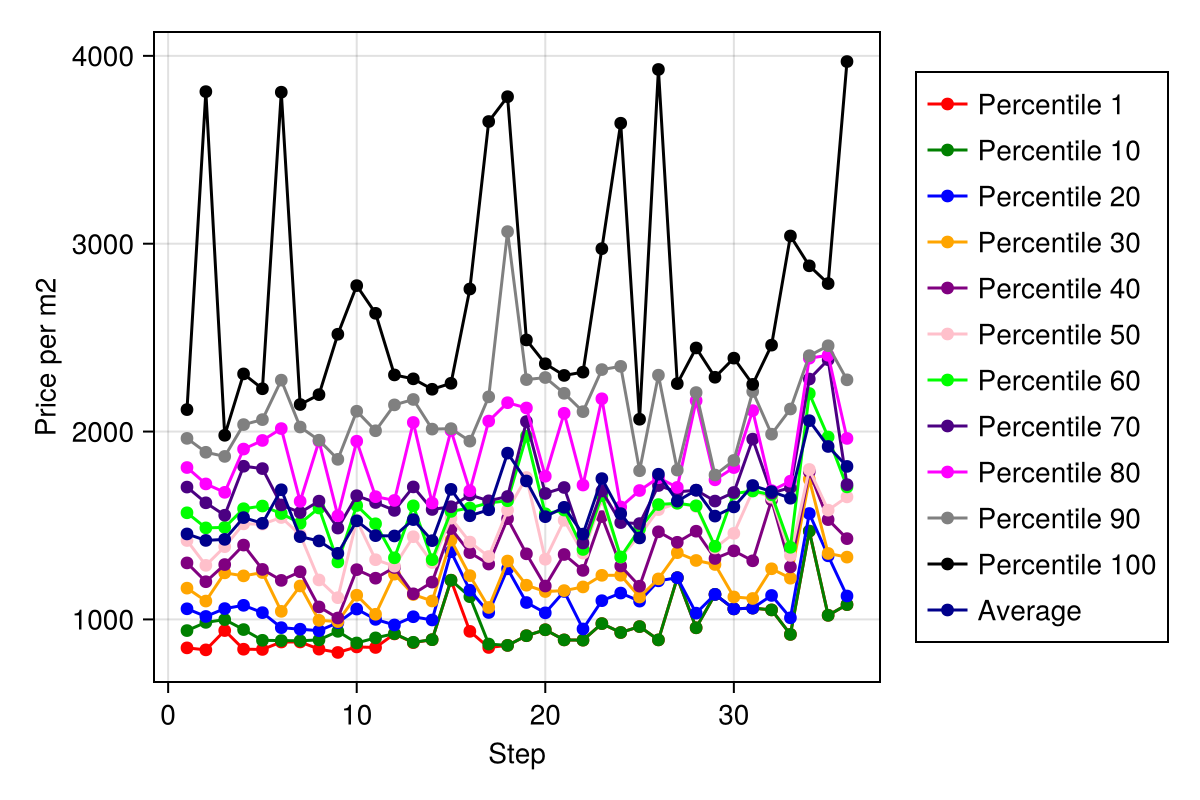 4000
3000
2000
1000
Price per m2
0
10
20
30
Step
Percentile 1
Percentile 10
Percentile 20
Percentile 30
Percentile 40
Percentile 50
Percentile 60
Percentile 70
Percentile 80
Percentile 90
Percentile 100
Average